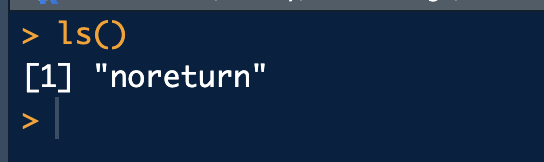 > ls()
[1] "noreturn"
>